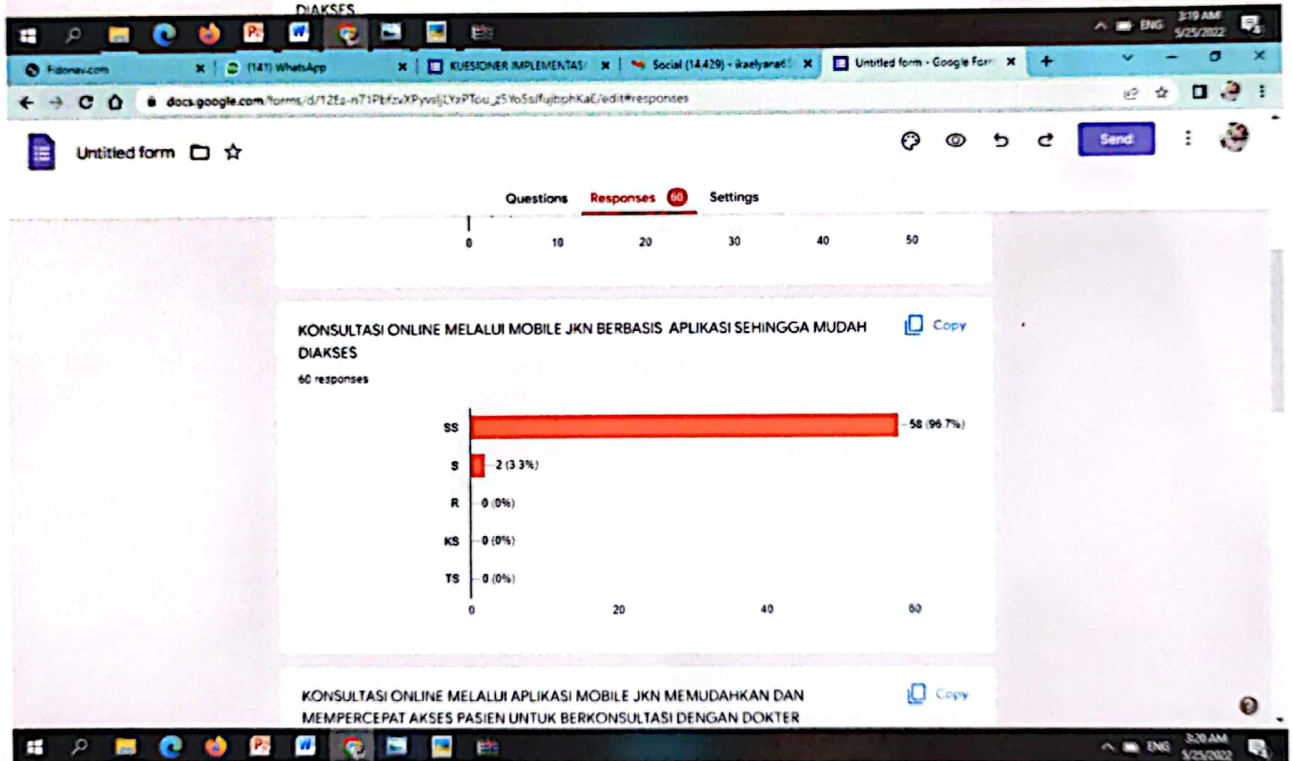 DIAKSES
ENG
3:19 AM
5/25/2022
Fidonav.com
(141) WhatsApp
KUESIONER IMPLEMENTASI
Social (14,429)
Untitled form - Google For
docs.google.com
/edit#responses
Untitled form
Send
Questions Responses 60 Settings
0 10 20 30 40 50
KONSULTASI ONLINE MELALUI MOBILE JKN BERBASIS APLIKASI SEHINGGA MUDAH
DIAKSES
Copy
60 responses
SS 58 (96.7%)
S 2 (3.3%)
R 0 (0%)
KS 0 (0%)
TS 0 (0%)
0 20 40 60
KONSULTASI ONLINE MELALUI APLIKASI MOBILE JKN MEMUDAHKAN DAN
MEMPERCEPAT AKSES PASIEN UNTUK BERKONSULTASI DENGAN DOKTER
Copy
ENG
3:20 AM
5/25/2022